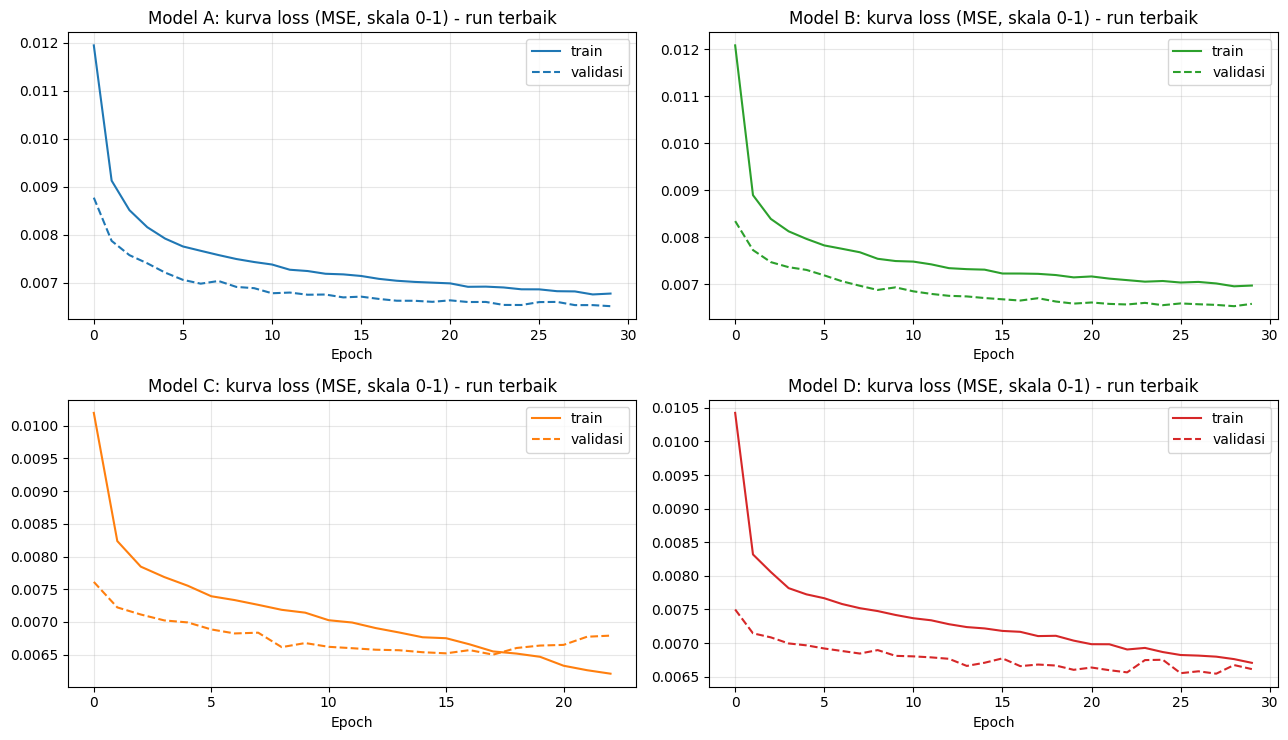 Model A: kurva loss (MSE, skala 0-1) - run terbaik
0.012
0.011
0.010
0.009
0.008
0.007
train
validasi
0 5 10 15 20 25 30
Epoch
Model B: kurva loss (MSE, skala 0-1) - run terbaik
0.012
0.011
0.010
0.009
0.008
0.007
train
validasi
0 5 10 15 20 25 30
Epoch
Model C: kurva loss (MSE, skala 0-1) - run terbaik
0.0100
0.0095
0.0090
0.0085
0.0080
0.0075
0.0070
0.0065
train
validasi
0 5 10 15 20
Epoch
Model D: kurva loss (MSE, skala 0-1) - run terbaik
0.0105
0.0100
0.0095
0.0090
0.0085
0.0080
0.0075
0.0070
0.0065
train
validasi
0 5 10 15 20 25 30
Epoch